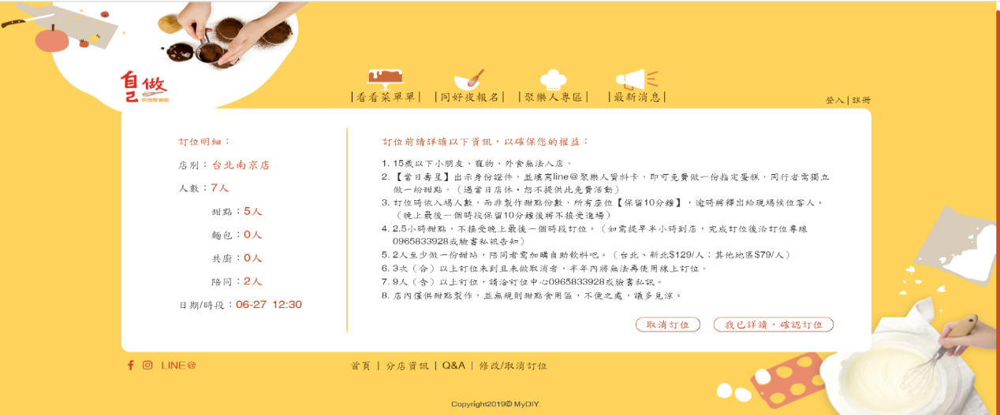 自己做
烘焙聚樂部
|看看菜單單| |同好夜報名| |聚樂人專區| |最新消息|
登入 | 註冊
訂位明細：
店別：台北南京店
人數：7人
甜點：5人
麵包：0人
共廚：0人
陪同：2人
日期/時段：06-27 12:30
訂位前請詳讀以下資訊，以確保您的權益：
1. 15歲以下小朋友、寵物、外食無法入店。
2. 【當日壽星】出示身份證件，並填寫line@聚樂人資料卡，即可免費做一份指定蛋糕，同行者需獨立
做一份甜點。（適當日店休，恕不提供此免費活動）
3. 訂位時依入場人數，而非製作甜點份數，所有座位【保留10分鐘】，逾時將釋出給現場候位客人。
（晚上最後一個時段保留10分鐘後將不接受進場）
4. 2.5小時甜點，不接受晚上最後一個時段訂位。（如需提早半小時到店，完成訂位後洽訂位專線
0965833928或臉書私訊告知）
5. 2人至少做一份甜站，陪同者需加購自助飲料吧。（台北、新北$129/人；其他地區$79/人）
6. 3次（含）以上訂位未到且未做取消者，半年內將無法再使用線上訂位。
7. 9人（含）以上訂位，請洽訂位中心0965833928或臉書私訊。
8. 店內僅供甜點製作，並無規則甜點食用區，不便之處，議多見涼。
取消訂位 我已詳讀，確認訂位
LINE@
首頁 | 分店資訊 | Q&A | 修改/取消訂位
Copyright2019© MyDIY.